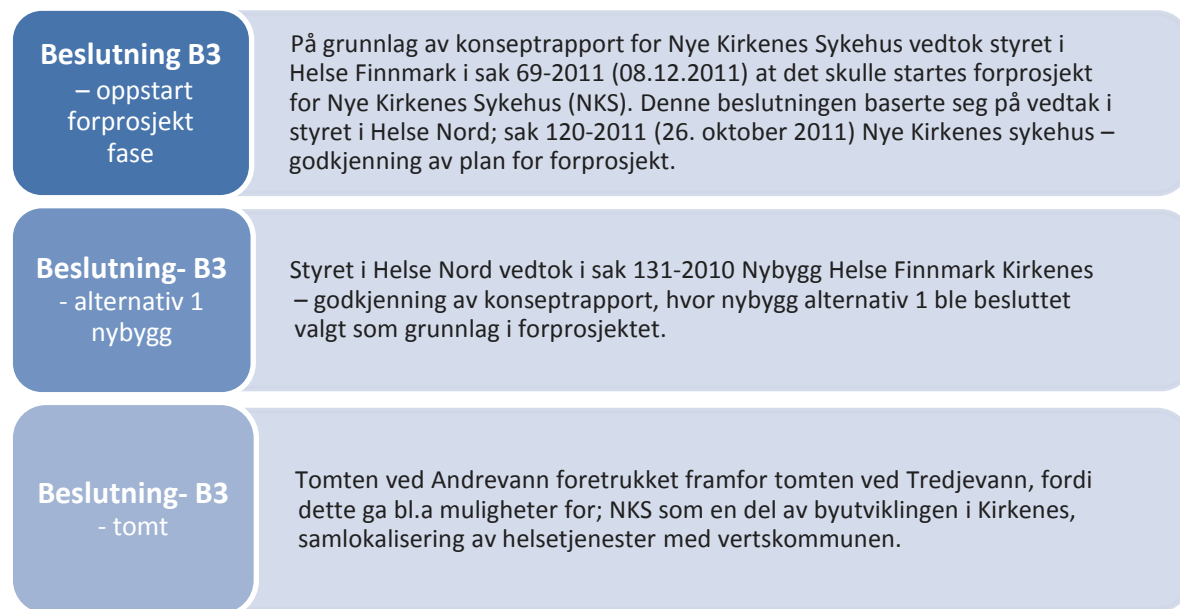 Beslutning B3
– oppstart
forprosjekt
fase
På grunnlag av konseptrapport for Nye Kirkenes Sykehus vedtok styret i
Helse Finnmark i sak 69-2011 (08.12.2011) at det skulle startes forprosjekt
for Nye Kirkenes Sykehus (NKS). Denne beslutningen baserte seg på vedtak i
styret i Helse Nord; sak 120-2011 (26. oktober 2011) Nye Kirkenes sykehus –
godkjenning av plan for forprosjekt.
Beslutning- B3
- alternativ 1
nybygg
Styret i Helse Nord vedtok i sak 131-2010 Nybygg Helse Finnmark Kirkenes
– godkjenning av konseptrapport, hvor nybygg alternativ 1 ble besluttet
valgt som grunnlag i forprosjektet.
Beslutning- B3
- tomt
Tomten ved Andrevann foretrukket framfor tomten ved Tredjevann, fordi
dette ga bl.a muligheter for; NKS som en del av byutviklingen i Kirkenes,
samlokalisering av helsetjenester med vertskommunen.